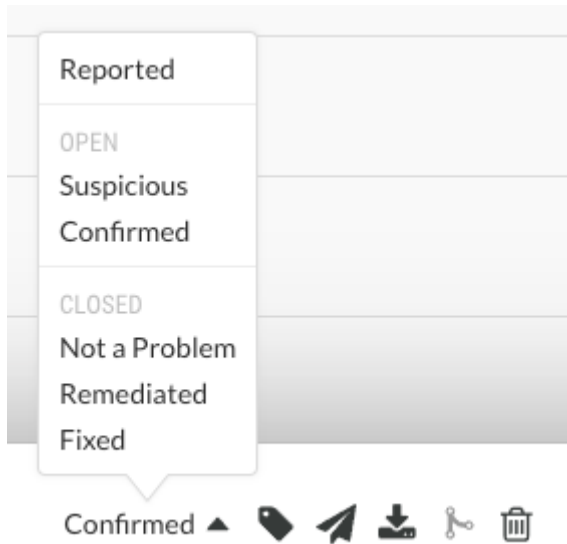 Reported
OPEN
Suspicious
Confirmed
CLOSED
Not a Problem
Remediated
Fixed
Confirmed